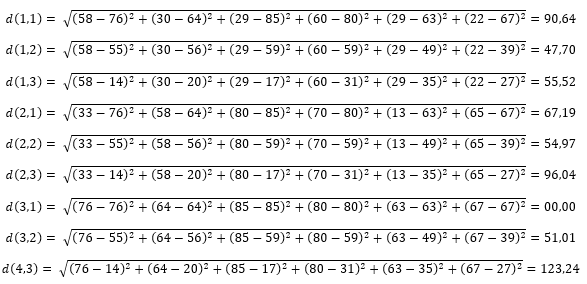 d(1,1) = √(58 − 76)² + (30 − 64)² + (29 − 85)² + (60 − 80)² + (29 − 63)² + (22 − 67)² = 90,64
d(1,2) = √(58 − 55)² + (30 − 56)² + (29 − 59)² + (60 − 59)² + (29 − 49)² + (22 − 39)² = 47,70
d(1,3) = √(58 − 14)² + (30 − 20)² + (29 − 17)² + (60 − 31)² + (29 − 35)² + (22 − 27)² = 55,52
d(2,1) = √(33 − 76)² + (58 − 64)² + (80 − 85)² + (70 − 80)² + (13 − 63)² + (65 − 67)² = 67,19
d(2,2) = √(33 − 55)² + (58 − 56)² + (80 − 59)² + (70 − 59)² + (13 − 49)² + (65 − 39)² = 54,97
d(2,3) = √(33 − 14)² + (58 − 20)² + (80 − 17)² + (70 − 31)² + (13 − 35)² + (65 − 27)² = 96,04
d(3,1) = √(76 − 76)² + (64 − 64)² + (85 − 85)² + (80 − 80)² + (63 − 63)² + (67 − 67)² = 00,00
d(3,2) = √(76 − 55)² + (64 − 56)² + (85 − 59)² + (80 − 59)² + (63 − 49)² + (67 − 39)² = 51,01
d(4,3) = √(76 − 14)² + (64 − 20)² + (85 − 17)² + (80 − 31)² + (63 − 35)² + (67 − 27)² = 123,24